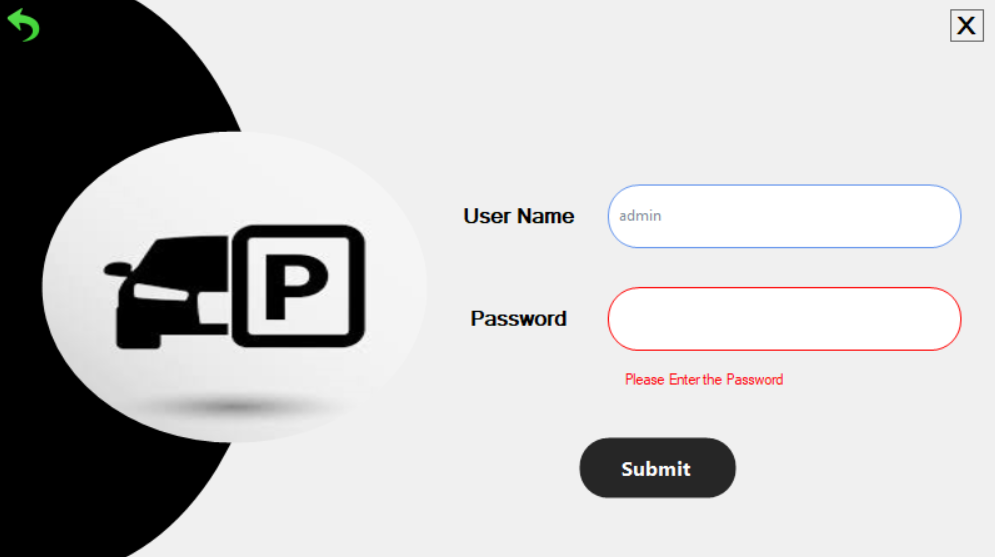 X
User Name
admin
P
Password
Please Enter the Password
Submit